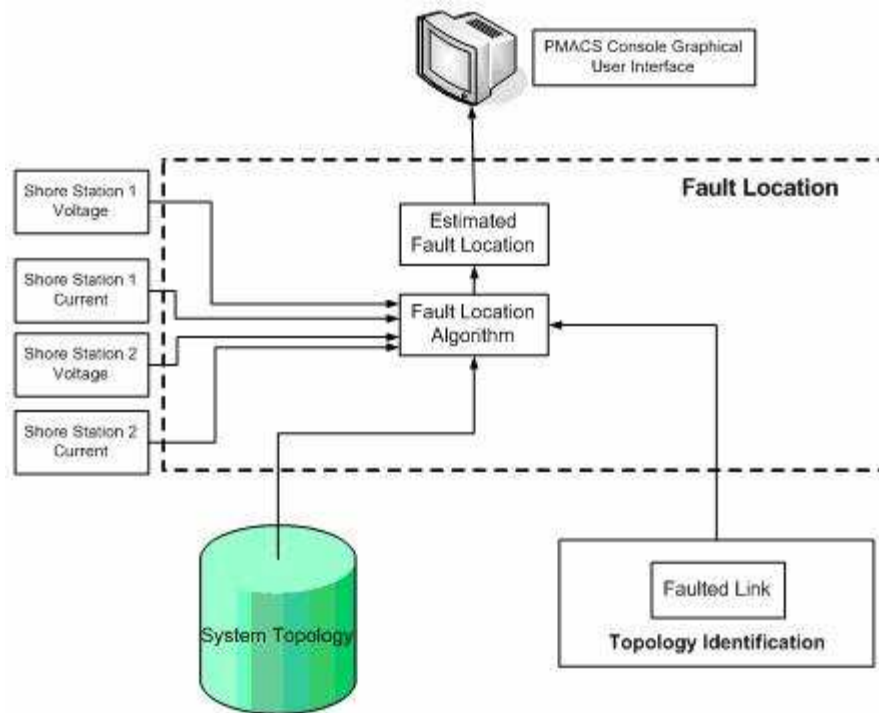 PMACS Console Graphical
User Interface
Fault Location
Shore Station 1
Voltage
Estimated
Fault Location
Shore Station 1
Current
Fault Location
Algorithm
Shore Station 2
Voltage
Shore Station 2
Current
System Topology
Faulted Link
Topology Identification